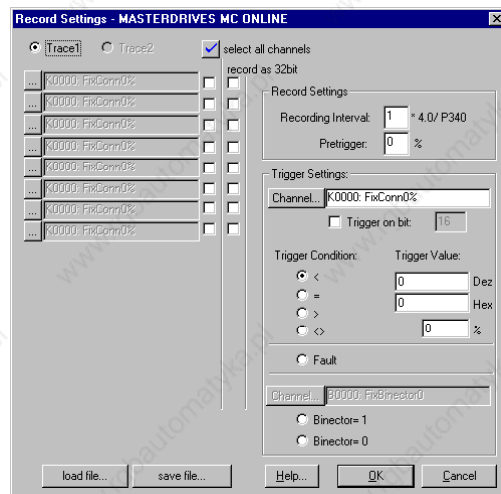 Record Settings - MASTERDRIVES MC ONLINE
Trace1 Trace2 select all channels
record as 32bit
... K0000: FixConn0%
... K0000: FixConn0%
... K0000: FixConn0%
... K0000: FixConn0%
... K0000: FixConn0%
... K0000: FixConn0%
... K0000: FixConn0%
... K0000: FixConn0%
Record Settings
Recording Interval: 1 * 4.0/ P340
Pretrigger: 0 %
Trigger Settings:
Channel... K0000: FixConn0%
Trigger on bit: 16
Trigger Condition: Trigger Value:
<
0 Dez
=
0 Hex
>
<> 0 %
Fault
Channel... B0000: FixBinector0
Binector= 1
Binector= 0
load file... save file... Help... OK Cancel
www.rgbautomatyka.pl